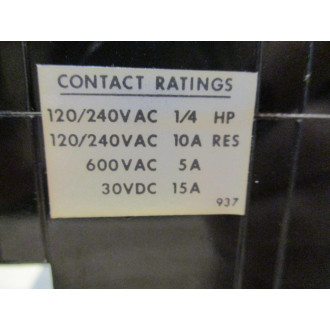 CONTACT RATINGS
120/240VAC 1/4 HP
120/240VAC 10A RES
600VAC 5A
30VDC 15A
937